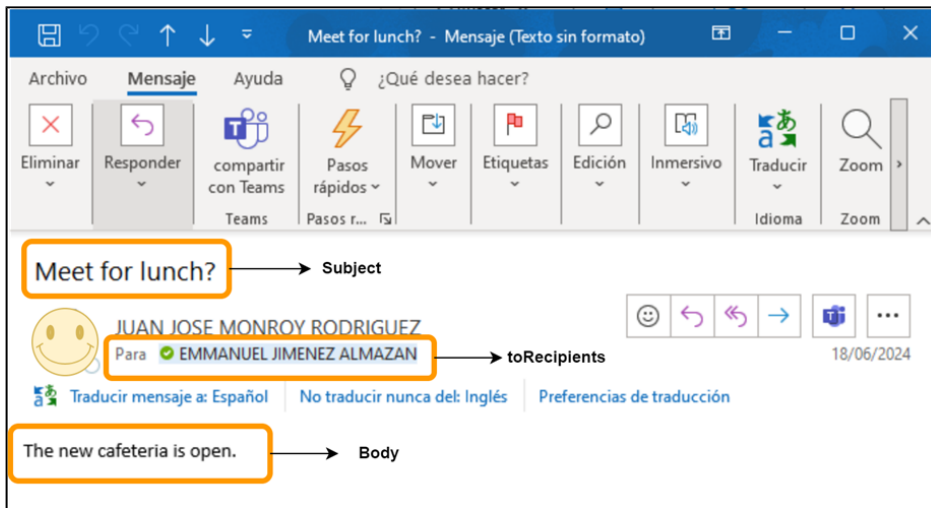 Meet for lunch? - Mensaje (Texto sin formato)
Archivo Mensaje Ayuda ¿Qué desea hacer?
Eliminar Responder compartir con Teams Pasos rápidos Mover Etiquetas Edición Inmersivo Traducir Zoom
Teams Pasos r... Idioma Zoom
Meet for lunch? Subject
JUAN JOSE MONROY RODRIGUEZ
Para EMMANUEL JIMENEZ ALMAZAN toRecipients 18/06/2024
Traducir mensaje a: Español No traducir nunca del: Inglés Preferencias de traducción
The new cafeteria is open. Body